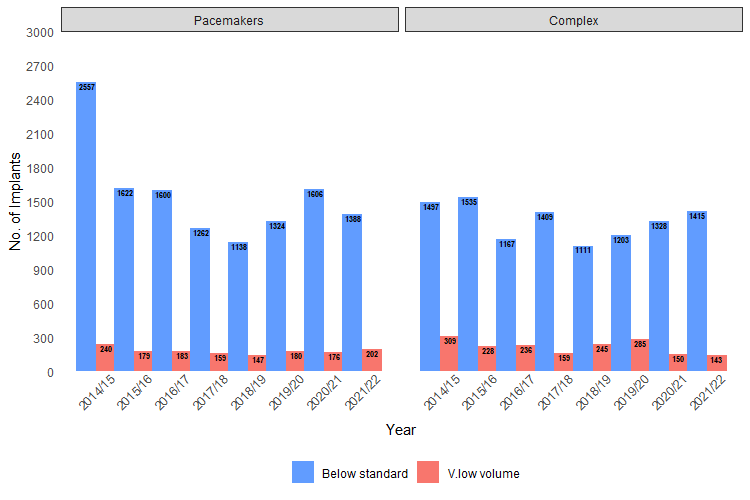 Pacemakers Complex
3000
2700
2400
2100
1800
1500
1200
900
600
300
0
No. of Implants
2557 240 1622 179 1600 183 1262 159 1138 147 1324 180 1606 176 1388 202
1497 309 1535 228 1167 236 1409 159 1111 245 1203 285 1328 150 1415 143
2014/15 2015/16 2016/17 2017/18 2018/19 2019/20 2020/21 2021/22
2014/15 2015/16 2016/17 2017/18 2018/19 2019/20 2020/21 2021/22
Year
Below standard V.low volume